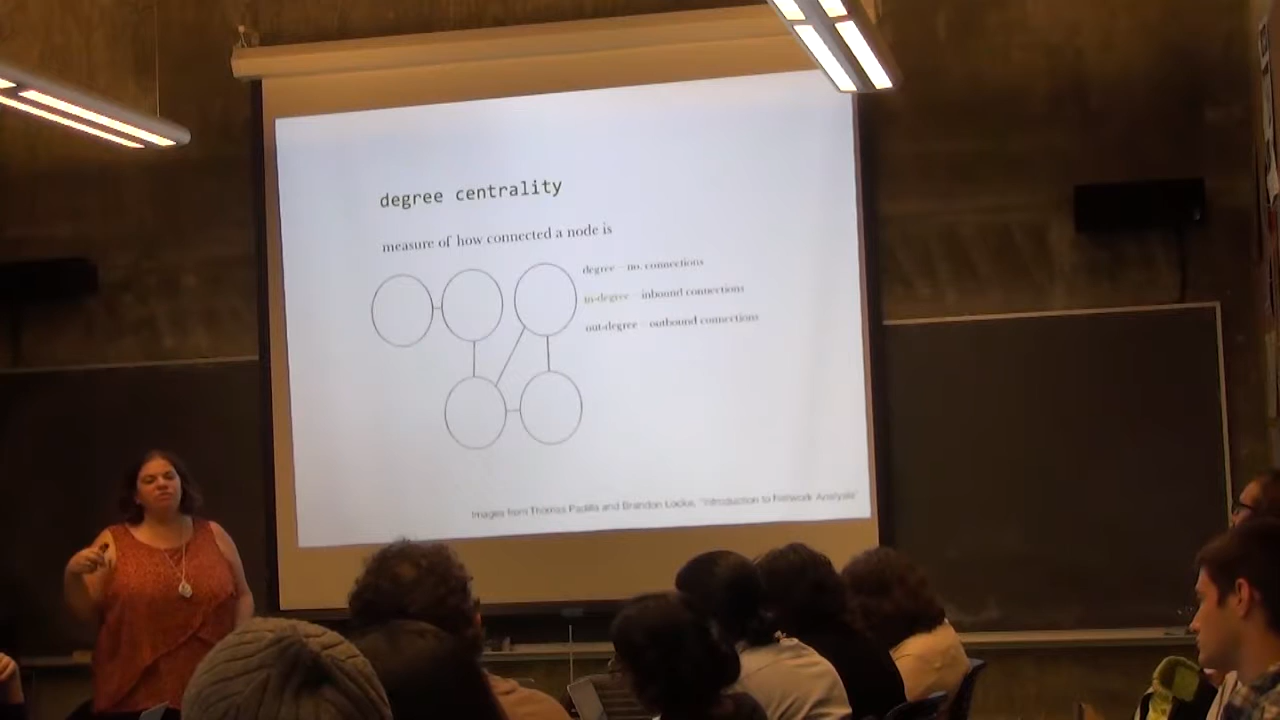 degree centrality
measure of how connected a node is
degree – no. connections
in-degree – inbound connections
out-degree – outbound connections
Images from Thomas Padilla and Brandon Locke, "Introduction to Network Analysis"